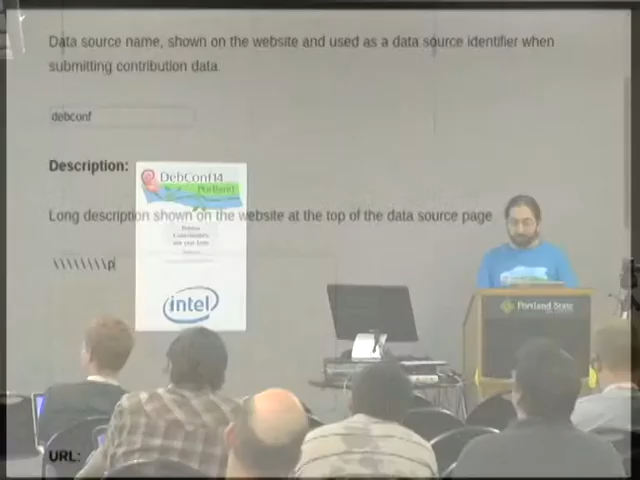 Data source name, shown on the website and used as a data source identifier when
submitting contribution data.
debconf
Description:
DebConf14
Portland
Long description shown on the website at the top of the data source page
\\\\\\\\p
intel
Portland State
URL: